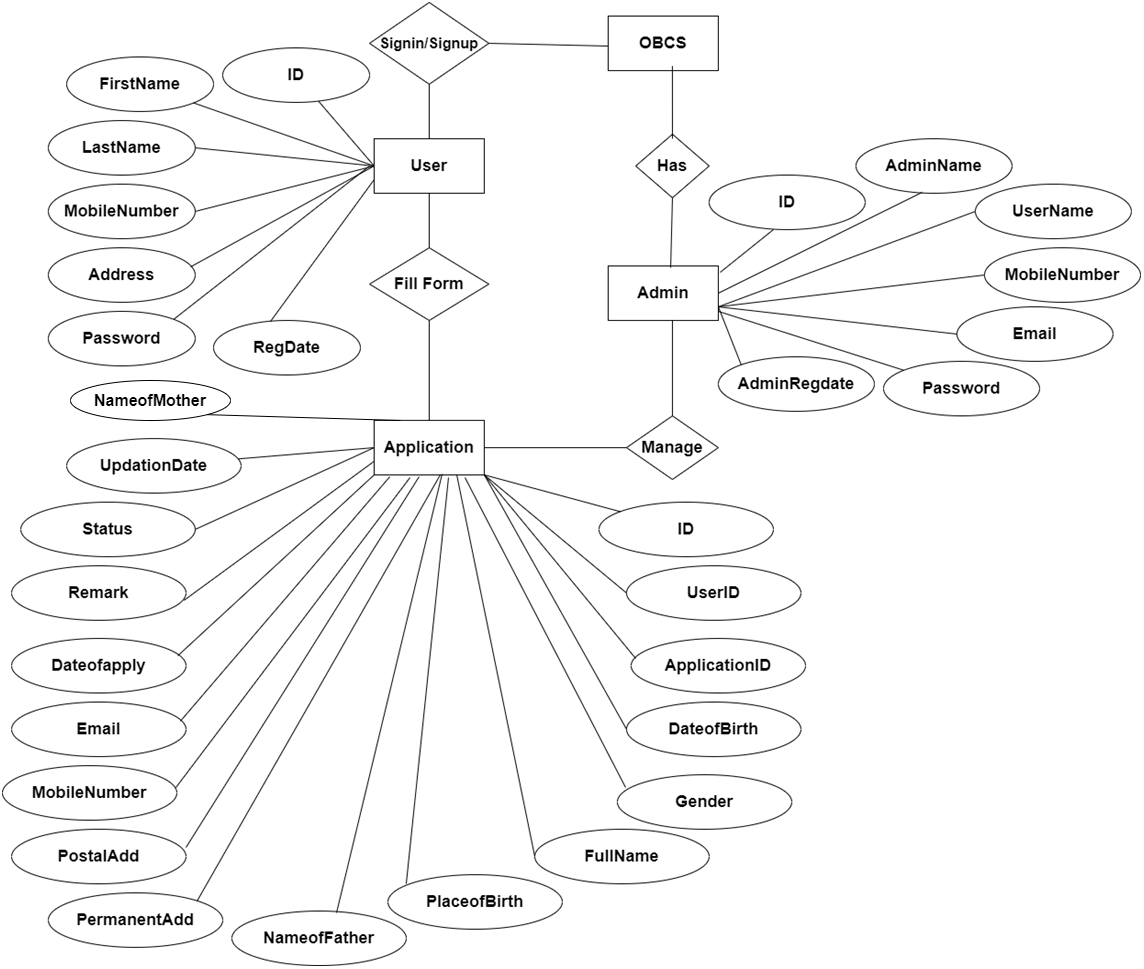 Signin/Signup
OBCS
FirstName
ID
LastName
User
Has
AdminName
MobileNumber
ID
UserName
Address
Fill Form
Admin
MobileNumber
Password
RegDate
Email
AdminRegdate
Password
NameofMother
Application
Manage
UpdationDate
Status
ID
Remark
UserID
Dateofapply
ApplicationID
Email
DateofBirth
MobileNumber
Gender
PostalAdd
FullName
PermanentAdd
PlaceofBirth
NameofFather